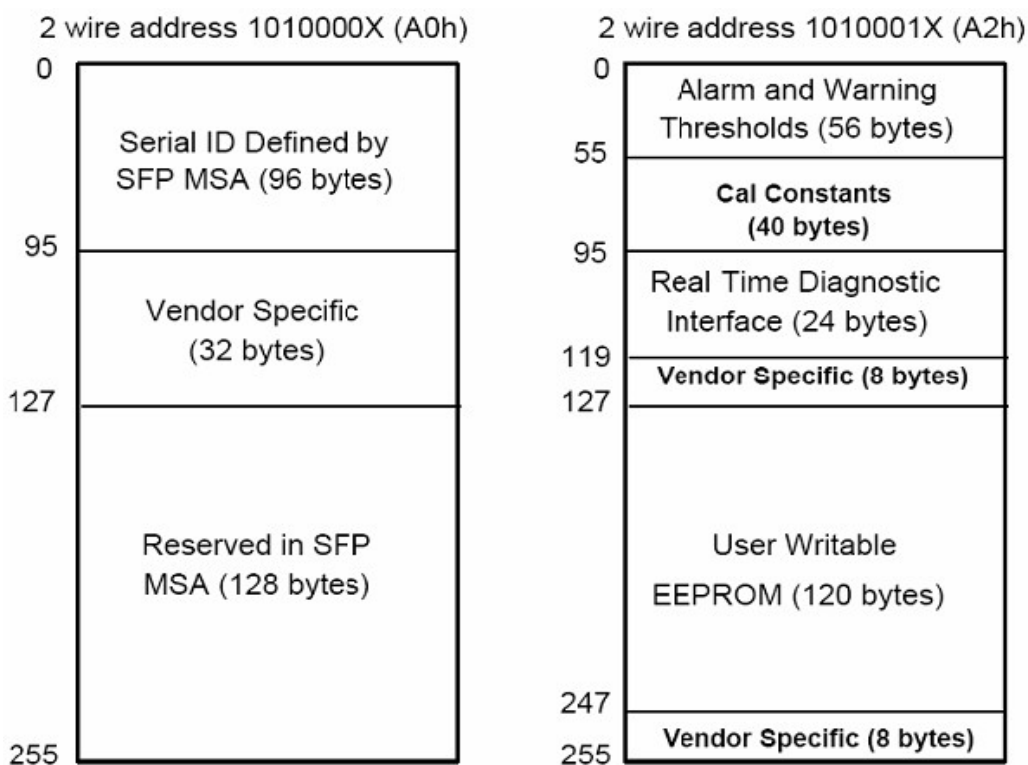 2 wire address 1010000X (A0h)
0
Serial ID Defined by
SFP MSA (96 bytes)
95
Vendor Specific
(32 bytes)
127
Reserved in SFP
MSA (128 bytes)
255
2 wire address 1010001X (A2h)
0
Alarm and Warning
Thresholds (56 bytes)
55
Cal Constants
(40 bytes)
95
Real Time Diagnostic
Interface (24 bytes)
119
Vendor Specific (8 bytes)
127
User Writable
EEPROM (120 bytes)
247
Vendor Specific (8 bytes)
255